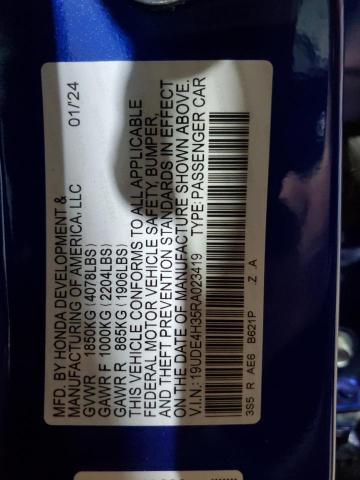 MFD. BY HONDA DEVELOPMENT & 01/'24
MANUFACTURING OF AMERICA, LLC
GVWR 1850KG (4078LBS)
GAWR F 1000KG (2204LBS)
GAWR R 865KG (1906LBS)
THIS VEHICLE CONFORMS TO ALL APPLICABLE
FEDERAL MOTOR VEHICLE SAFETY, BUMPER,
AND THEFT PREVENTION STANDARDS IN EFFECT
ON THE DATE OF MANUFACTURE SHOWN ABOVE.
V.I.N.: 19UDE4H35RA023419 TYPE: PASSENGER CAR
3S5 R AE6 B621P .Z .A